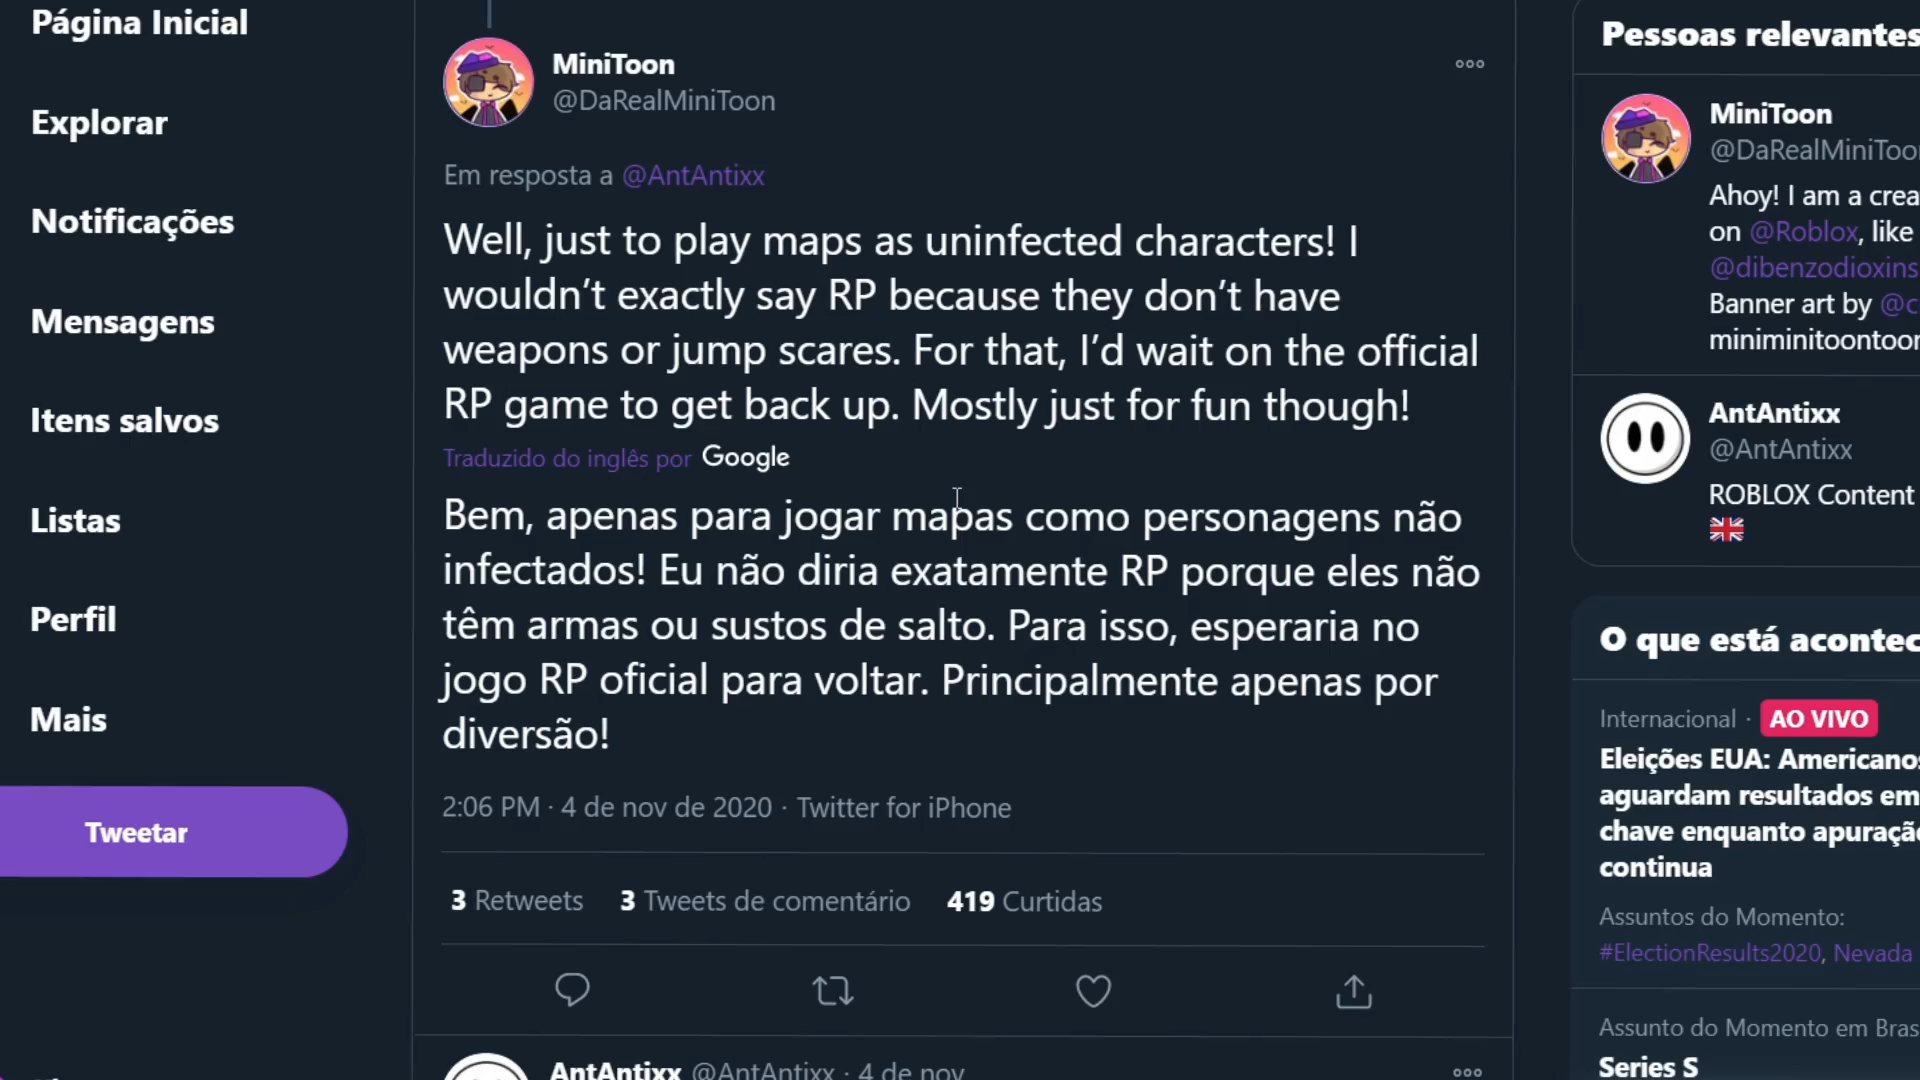 Página Inicial
Explorar
Notificações
Mensagens
Itens salvos
Listas
Perfil
Mais
Tweetar
MiniToon
@DaRealMiniToon
Em resposta a @AntAntixx
Well, just to play maps as uninfected characters! I
wouldn't exactly say RP because they don't have
weapons or jump scares. For that, I'd wait on the official
RP game to get back up. Mostly just for fun though!
Traduzido do inglês por Google
Bem, apenas para jogar mapas como personagens não
infectados! Eu não diria exatamente RP porque eles não
têm armas ou sustos de salto. Para isso, esperaria no
jogo RP oficial para voltar. Principalmente apenas por
diversão!
2:06 PM · 4 de nov de 2020 · Twitter for iPhone
3 Retweets 3 Tweets de comentário 419 Curtidas
AntAntixx @AntAntixx · 4 de nov
Pessoas relevantes
MiniToon
@DaRealMiniToon
Ahoy! I am a crea
on @Roblox, like
@dibenzodioxins
Banner art by @c
miniminitoontoon
AntAntixx
@AntAntixx
ROBLOX Content
O que está acontec
Internacional · AO VIVO
Eleições EUA: Americanos
aguardam resultados em
chave enquanto apuração
continua
Assuntos do Momento:
#ElectionResults2020, Nevada
Assunto do Momento em Bras
Series S